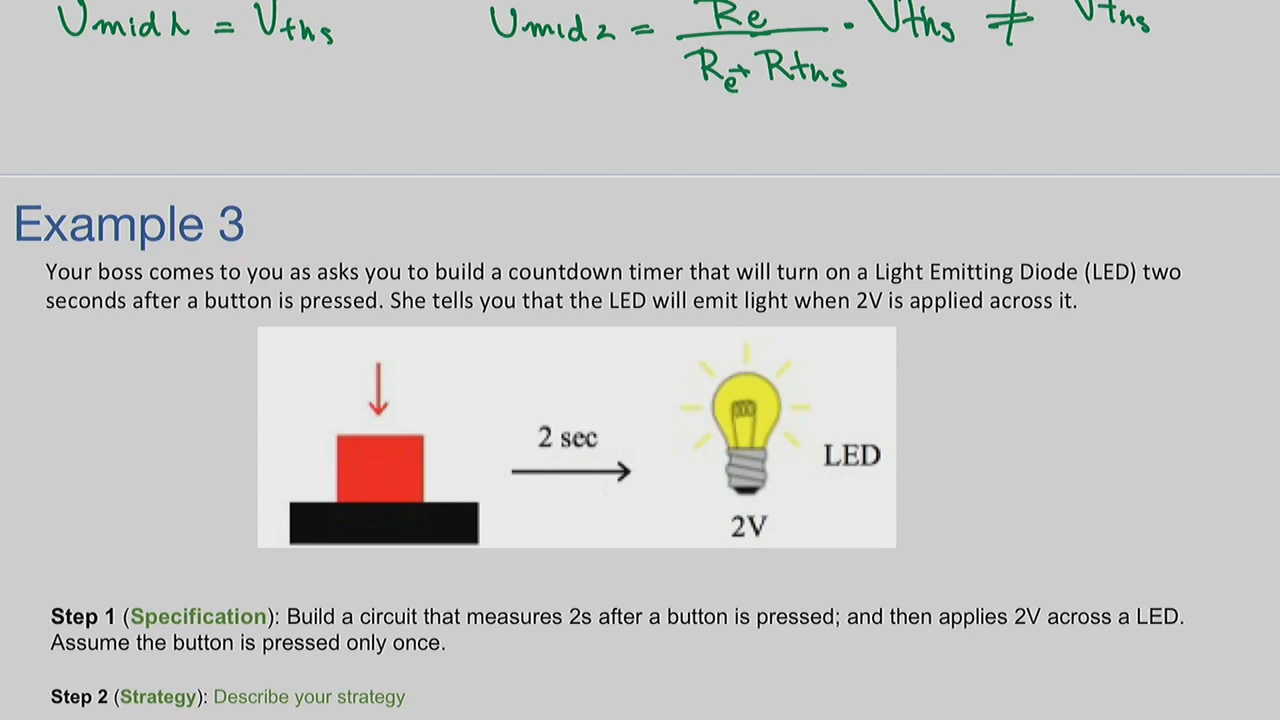 Umid1 = Vths Umid2 = Re / Re + Rths · Vths ≠ Vths
Example 3
Your boss comes to you as asks you to build a countdown timer that will turn on a Light Emitting Diode (LED) two
seconds after a button is pressed. She tells you that the LED will emit light when 2V is applied across it.
2 sec
LED
2V
Step 1 (Specification): Build a circuit that measures 2s after a button is pressed; and then applies 2V across a LED.
Assume the button is pressed only once.
Step 2 (Strategy): Describe your strategy